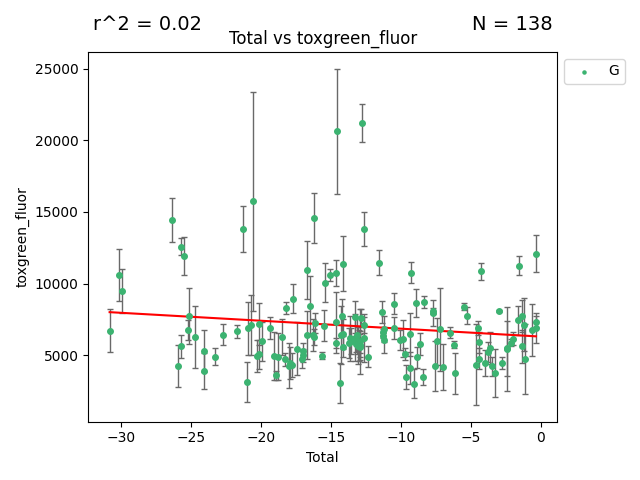 r^2 = 0.02
N = 138
Total vs toxgreen_fluor
25000
20000
15000
10000
5000
toxgreen_fluor
−30
−25
−20
−15
−10
−5
0
Total
G